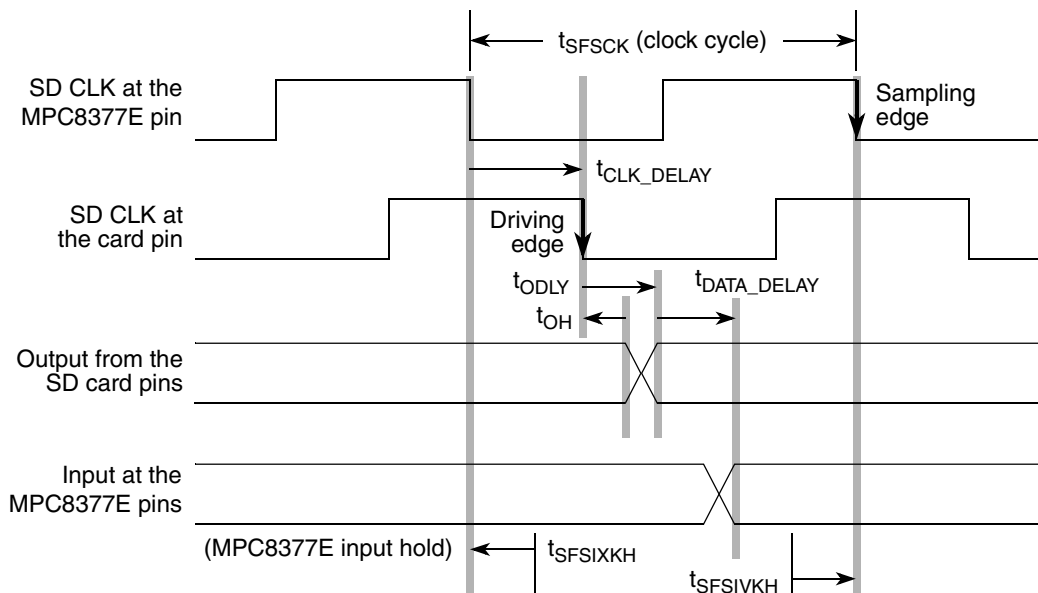 tSFSCK (clock cycle)
SD CLK at the
MPC8377E pin
Sampling
edge
tCLK_DELAY
SD CLK at
the card pin
Driving
edge
tODLY
tDATA_DELAY
tOH
Output from the
SD card pins
Input at the
MPC8377E pins
(MPC8377E input hold)
tSFSIXKH
tSFSIVKH